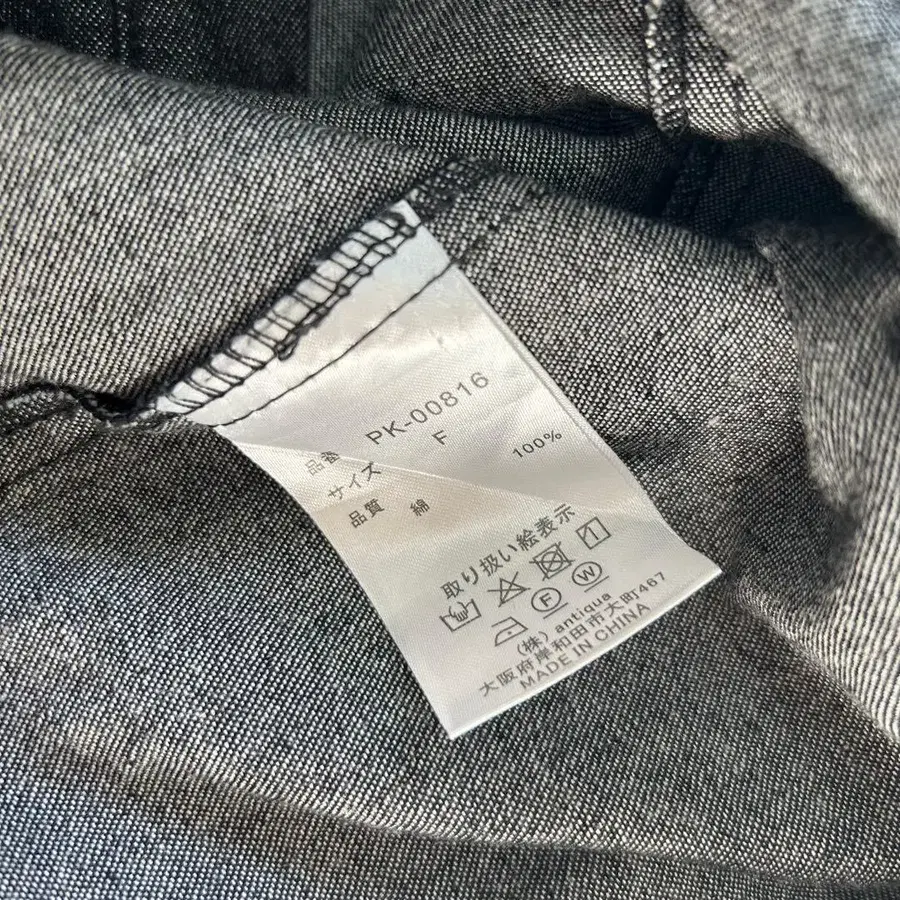 品番 PK-00816
サイズ F
品質 綿 100%
取り扱い絵表示
F W
(株) antiqua
大阪府岸和田市大町467
MADE IN CHINA